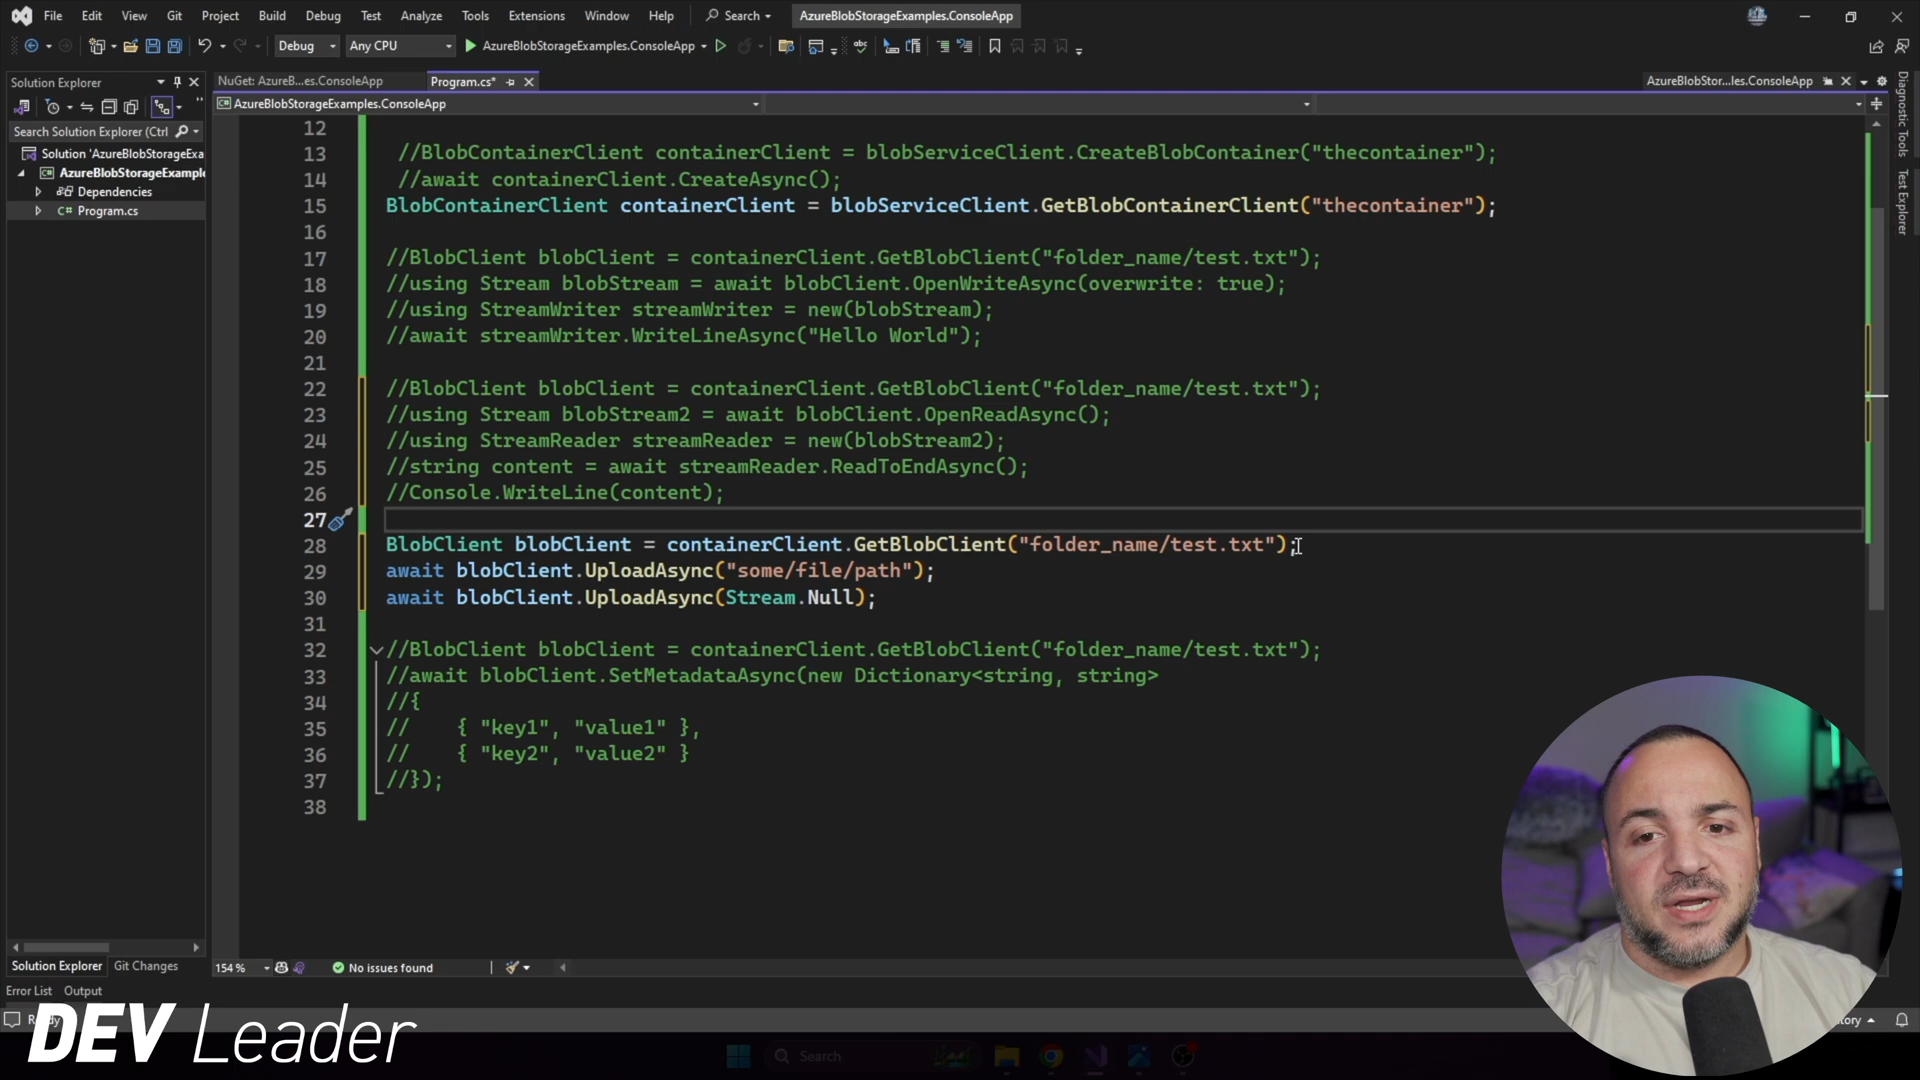 File Edit View Git Project Build Debug Test Analyze Tools Extensions Window Help Search AzureBlobStorageExamples.ConsoleApp
Debug Any CPU AzureBlobStorageExamples.ConsoleApp
Solution Explorer
NuGet: AzureB...es.ConsoleApp
Program.cs*
AzureBlobStor...les.ConsoleApp
AzureBlobStorageExamples.ConsoleApp
Search Solution Explorer (Ctrl
Solution 'AzureBlobStorageExa
AzureBlobStorageExample
Dependencies
C# Program.cs
12
13 //BlobContainerClient containerClient = blobServiceClient.CreateBlobContainer("thecontainer");
14 //await containerClient.CreateAsync();
15 BlobContainerClient containerClient = blobServiceClient.GetBlobContainerClient("thecontainer");
16
17 //BlobClient blobClient = containerClient.GetBlobClient("folder_name/test.txt");
18 //using Stream blobStream = await blobClient.OpenWriteAsync(overwrite: true);
19 //using StreamWriter streamWriter = new(blobStream);
20 //await streamWriter.WriteLineAsync("Hello World");
21
22 //BlobClient blobClient = containerClient.GetBlobClient("folder_name/test.txt");
23 //using Stream blobStream2 = await blobClient.OpenReadAsync();
24 //using StreamReader streamReader = new(blobStream2);
25 //string content = await streamReader.ReadToEndAsync();
26 //Console.WriteLine(content);
27
28 BlobClient blobClient = containerClient.GetBlobClient("folder_name/test.txt");
29 await blobClient.UploadAsync("some/file/path");
30 await blobClient.UploadAsync(Stream.Null);
31
32 //BlobClient blobClient = containerClient.GetBlobClient("folder_name/test.txt");
33 //await blobClient.SetMetadataAsync(new Dictionary<string, string>
34 //{
35 //    { "key1", "value1" },
36 //    { "key2", "value2" }
37 //});
38
Diagnostic Tools
Test Explorer
Solution Explorer Git Changes
154 % No issues found
Error List Output
DEV Leader
Search